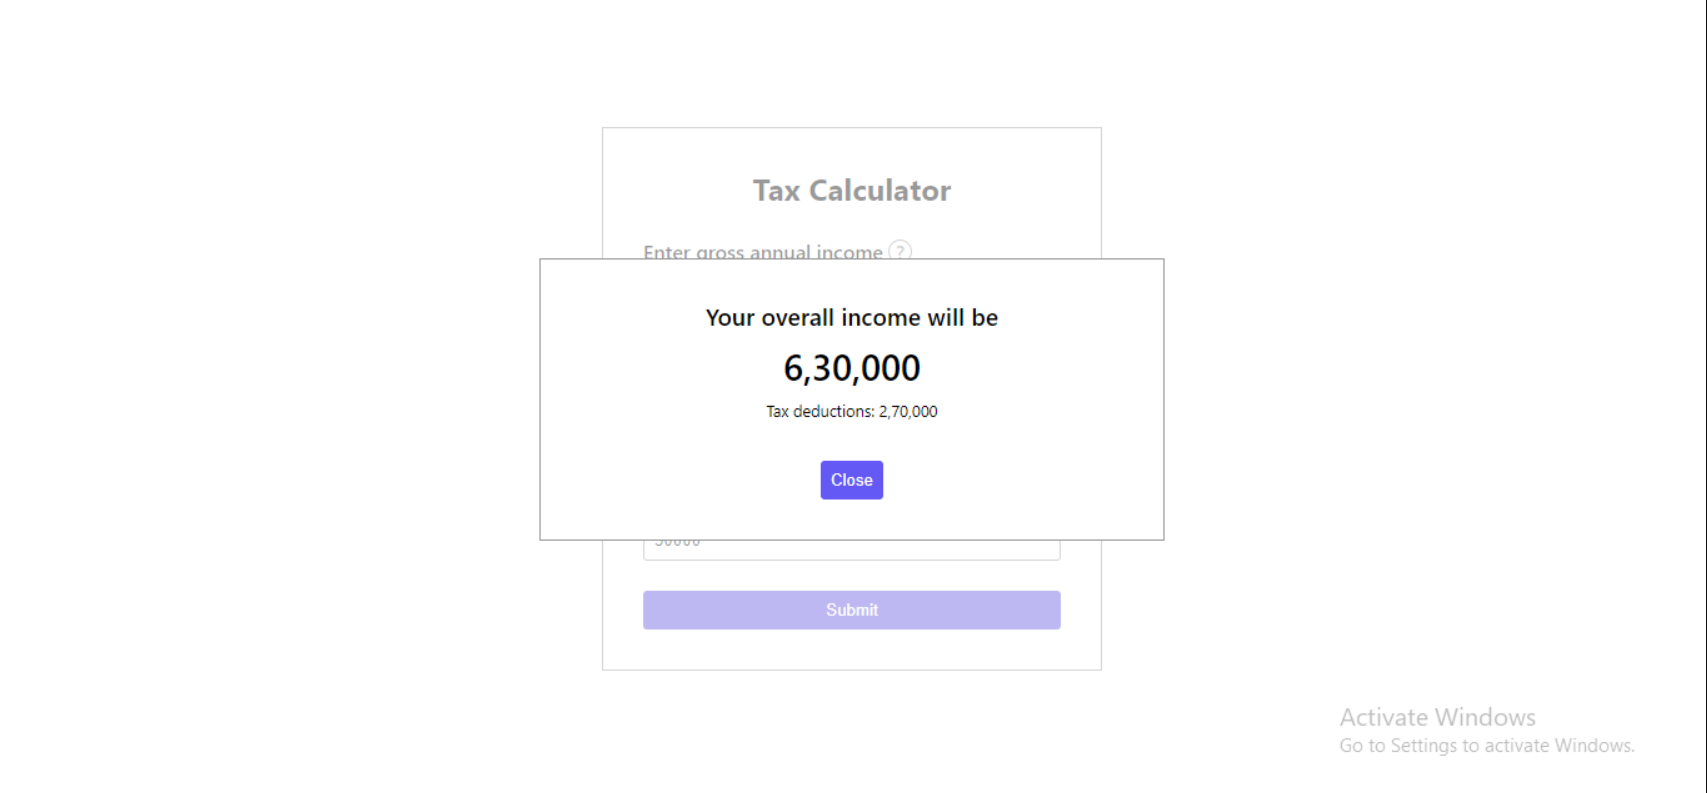 Tax Calculator
Enter gross annual income ?
Your overall income will be
6,30,000
Tax deductions: 2,70,000
Close
Submit
Activate Windows
Go to Settings to activate Windows.